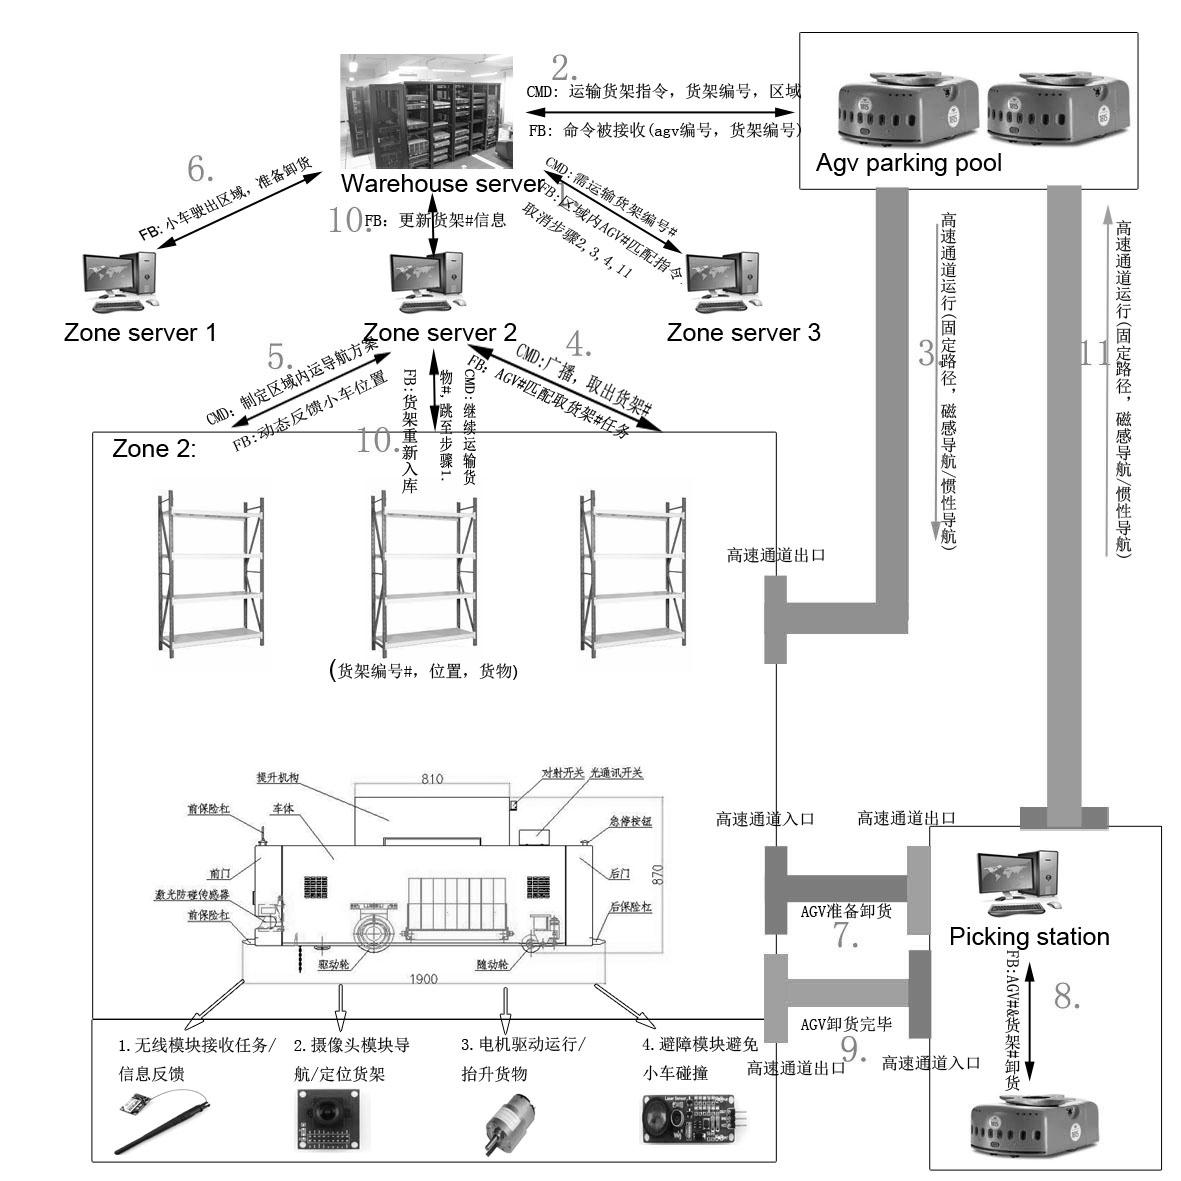 2.
CMD: 运输货架指令，货架编号，区域
FB: 命令被接收(agv编号，货架编号)
Agv parking pool
Warehouse server
6.
FB:小车驶出区域，准备卸货
10.
FB: 更新货架#信息
CMD:需运输货架编号#
FB:区域内AGV#匹配指令，
取消步骤2,3,4,11
Zone server 1
Zone server 2
Zone server 3
5.
CMD: 制定区域内运导航方案
FB:动态反馈小车位置
10.
FB:货架重新入库
CMD:继续运输货
物#,跳至步骤1.
4.
CMD:广播，取出货架#
FB: AGV#匹配取货架#任务
3.
高速通道运行(固定路径，磁感导航/惯性导航)
11
高速通道运行(固定路径，磁感导航/惯性导航)
Zone 2:
高速通道出口
(货架编号#，位置，货物)
提升机构
810
对射开关
光通讯开关
前保险杠
车体
急停按钮
前门
后门
870
激光防碰传感器
前保险杠
后保险杠
驱动轮
随动轮
1900
高速通道入口
高速通道出口
AGV准备卸货
7.
AGV卸货完毕
9.
高速通道出口
高速通道入口
Picking station
8.
FB:AGV#&货架#卸货
1.无线模块接收任务/
信息反馈
2.摄像头模块导
航/定位货架
3.电机驱动运行/
抬升货物
4.避障模块避免
小车碰撞